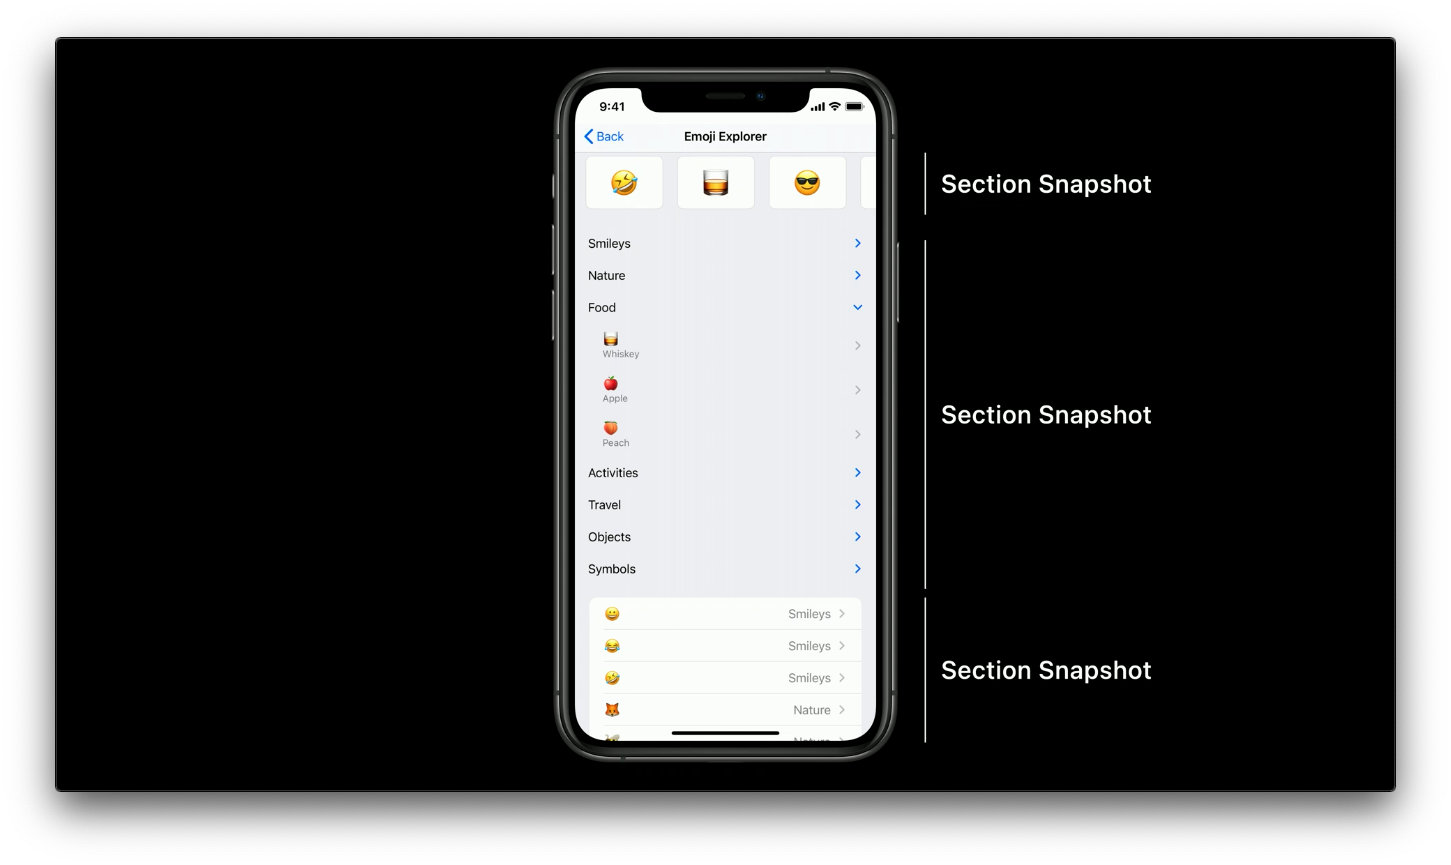 9:41
Back
Emoji Explorer
Section Snapshot
Smileys
Nature
Food
Whiskey
Apple
Peach
Section Snapshot
Activities
Travel
Objects
Symbols
Smileys
Smileys
Smileys
Section Snapshot
Nature
Nature